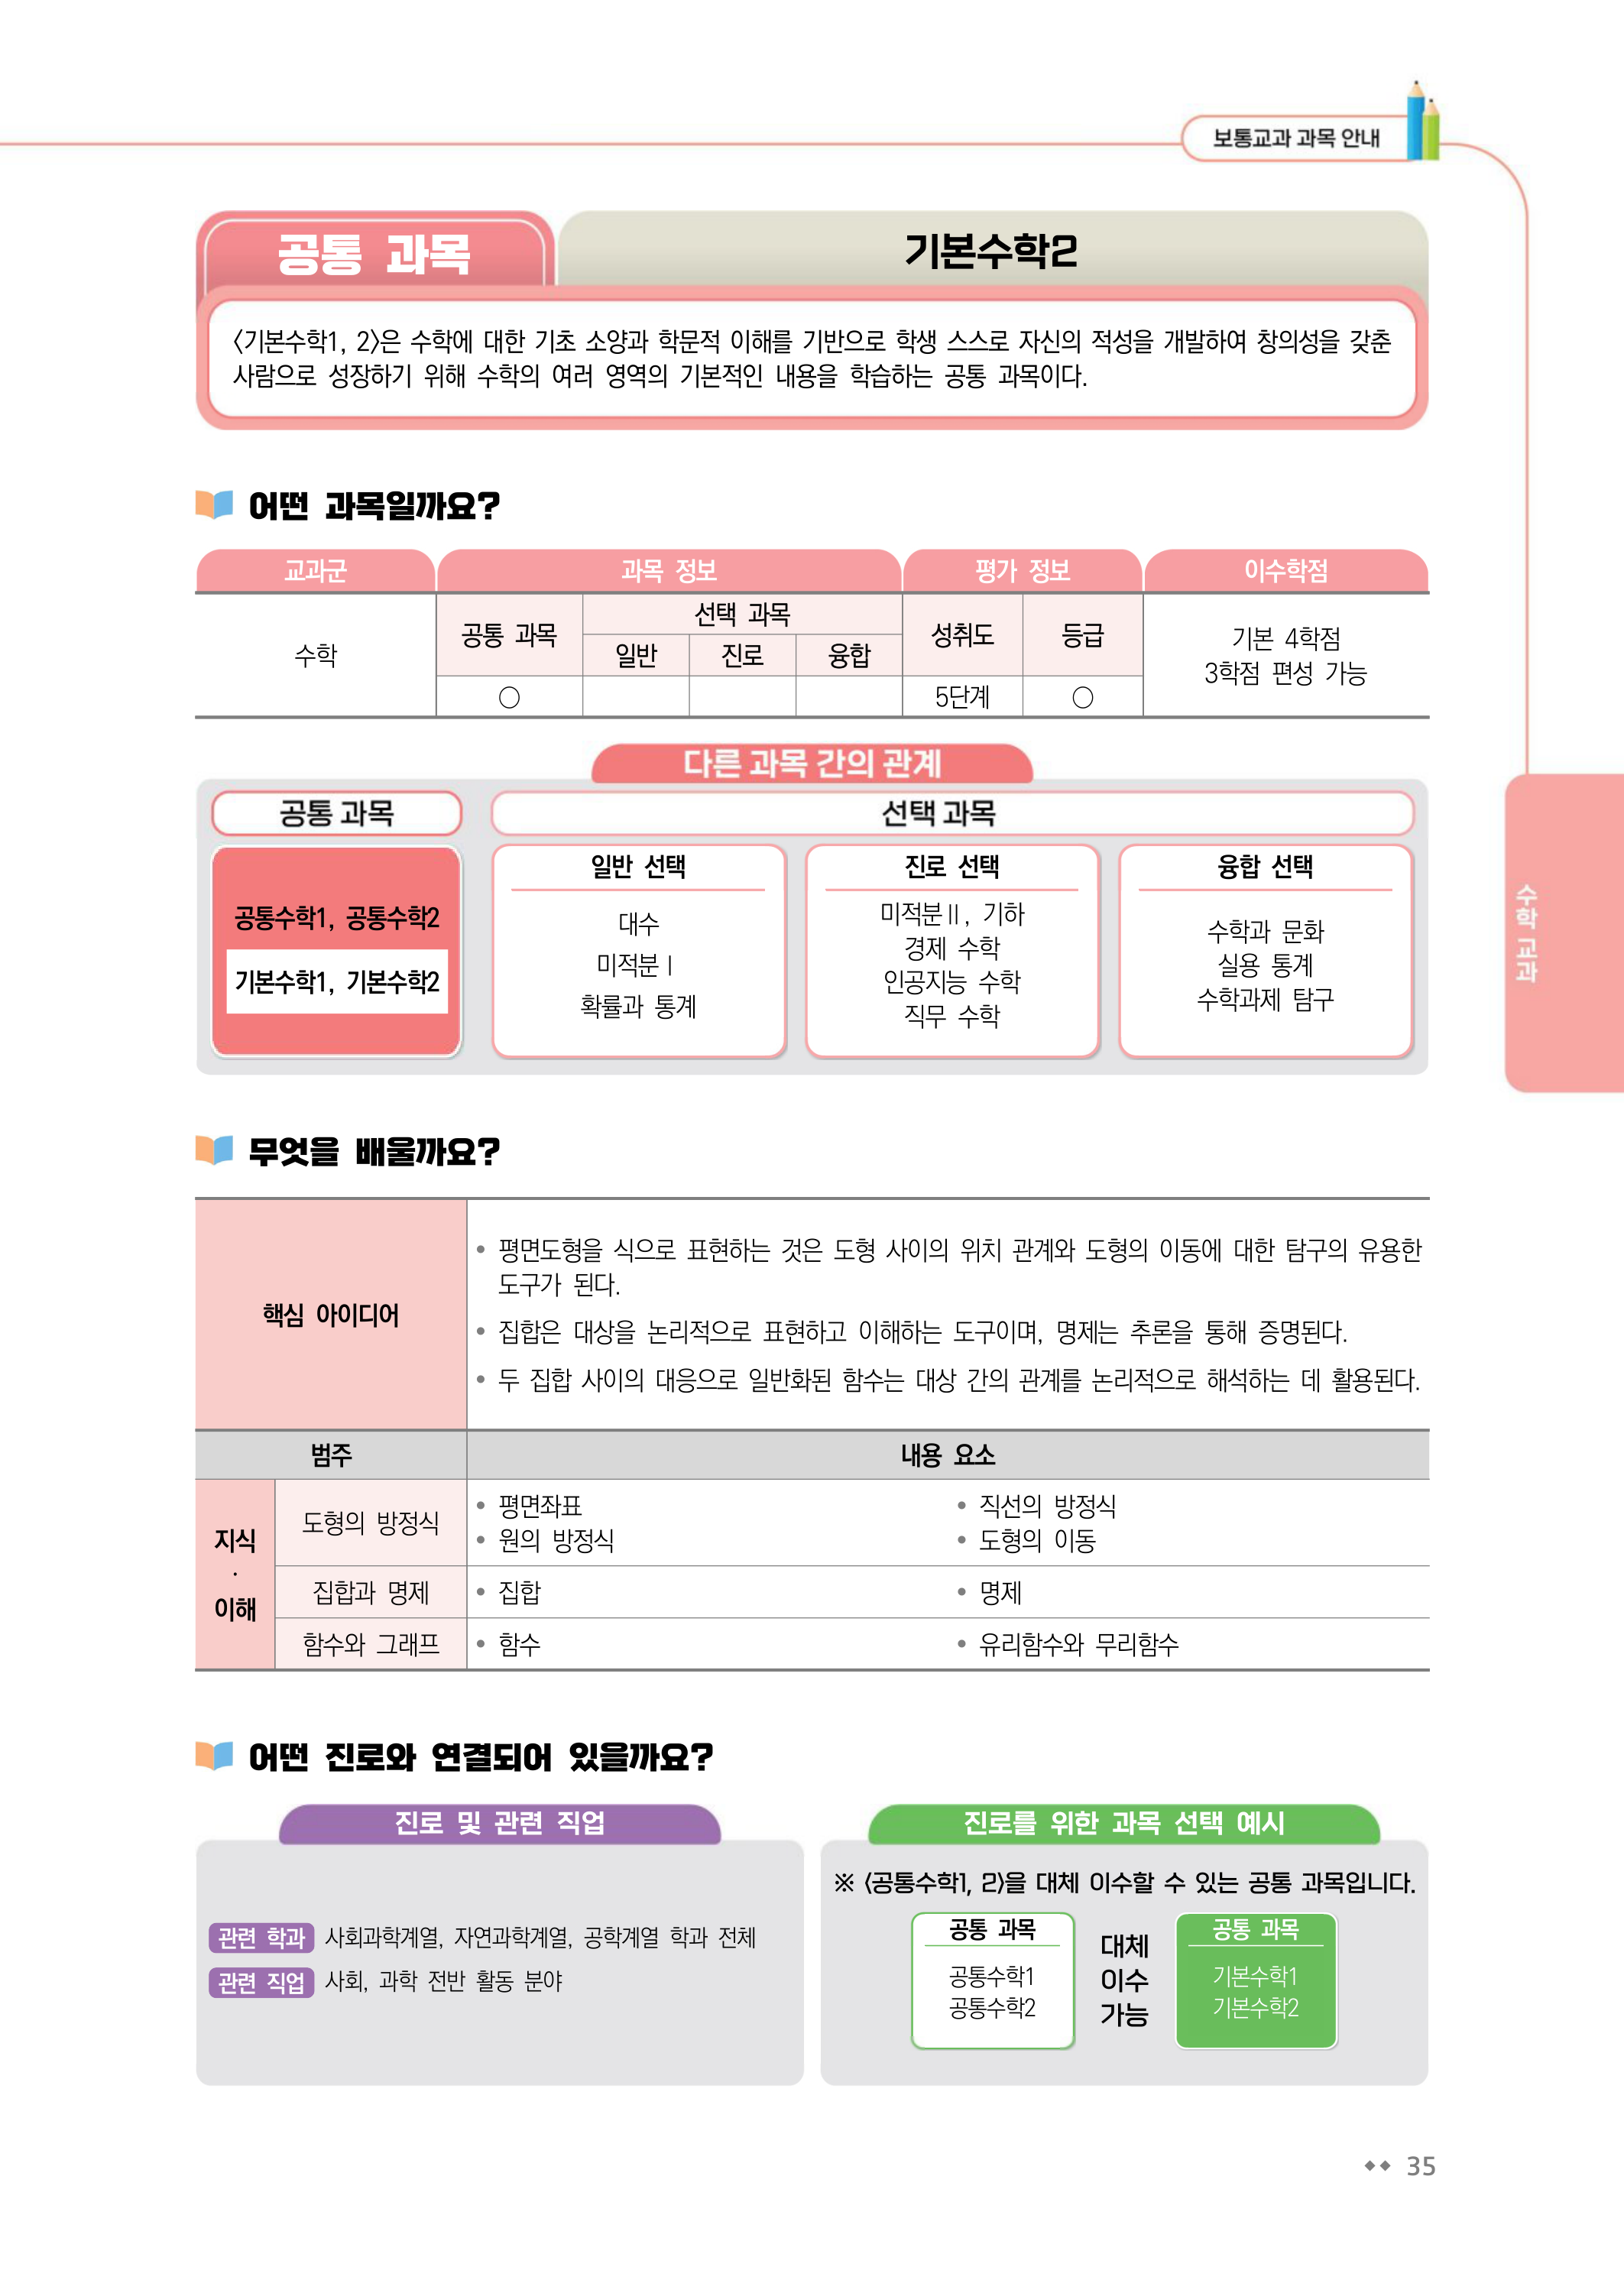 보통교과 과목 안내
공통 과목
기본수학2
〈기본수학1, 2〉은 수학에 대한 기초 소양과 학문적 이해를 기반으로 학생 스스로 자신의 적성을 개발하여 창의성을 갖춘
사람으로 성장하기 위해 수학의 여러 영역의 기본적인 내용을 학습하는 공통 과목이다.
어떤 과목일까요?
교과군 과목 정보 평가 정보 이수학점
수학
공통 과목
선택 과목
일반 진로 융합
성취도 등급
○ 5단계 ○
기본 4학점
3학점 편성 가능
다른 과목 간의 관계
공통 과목
공통수학1, 공통수학2
기본수학1, 기본수학2
선택 과목
일반 선택
대수
미적분Ⅰ
확률과 통계
진로 선택
미적분Ⅱ, 기하
경제 수학
인공지능 수학
직무 수학
융합 선택
수학과 문화
실용 통계
수학과제 탐구
수학 교과
무엇을 배울까요?
핵심 아이디어
• 평면도형을 식으로 표현하는 것은 도형 사이의 위치 관계와 도형의 이동에 대한 탐구의 유용한
도구가 된다.
• 집합은 대상을 논리적으로 표현하고 이해하는 도구이며, 명제는 추론을 통해 증명된다.
• 두 집합 사이의 대응으로 일반화된 함수는 대상 간의 관계를 논리적으로 해석하는 데 활용된다.
범주 내용 요소
지식
·
이해
도형의 방정식
• 평면좌표 • 직선의 방정식
• 원의 방정식 • 도형의 이동
집합과 명제 • 집합 • 명제
함수와 그래프 • 함수 • 유리함수와 무리함수
어떤 진로와 연결되어 있을까요?
진로 및 관련 직업
관련 학과 사회과학계열, 자연과학계열, 공학계열 학과 전체
관련 직업 사회, 과학 전반 활동 분야
진로를 위한 과목 선택 예시
※ 〈공통수학1, 2〉을 대체 이수할 수 있는 공통 과목입니다.
공통 과목
공통수학1
공통수학2
대체
이수
가능
공통 과목
기본수학1
기본수학2
◆◆ 35